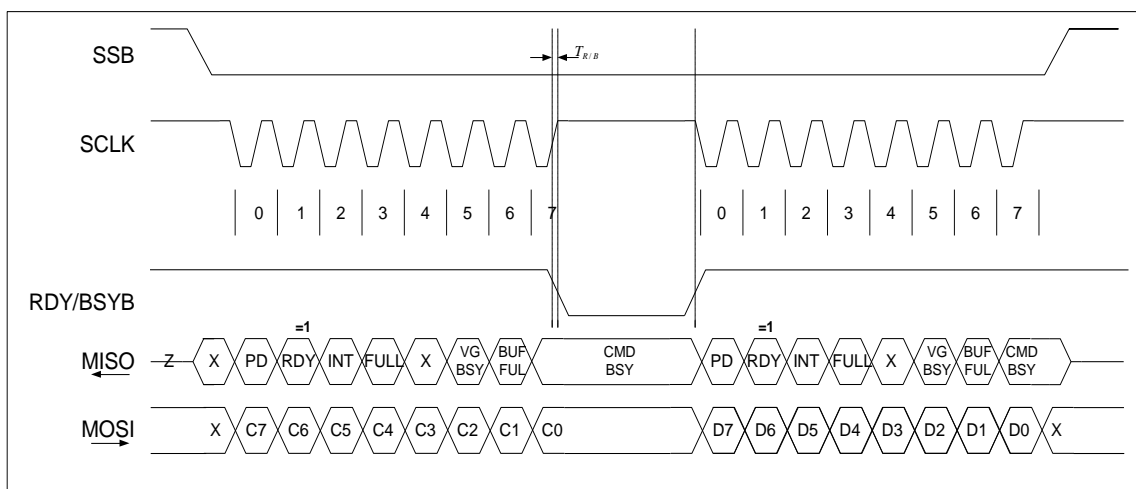 SSB
T R/B
SCLK
0 1 2 3 4 5 6 7 0 1 2 3 4 5 6 7
RDY/BSYB
=1 =1
MISO Z X PD RDY INT FULL X VG BSY BUF FUL CMD BSY PD RDY INT FULL X VG BSY BUF FUL CMD BSY
MOSI X C7 C6 C5 C4 C3 C2 C1 C0 D7 D6 D5 D4 D3 D2 D1 D0 X